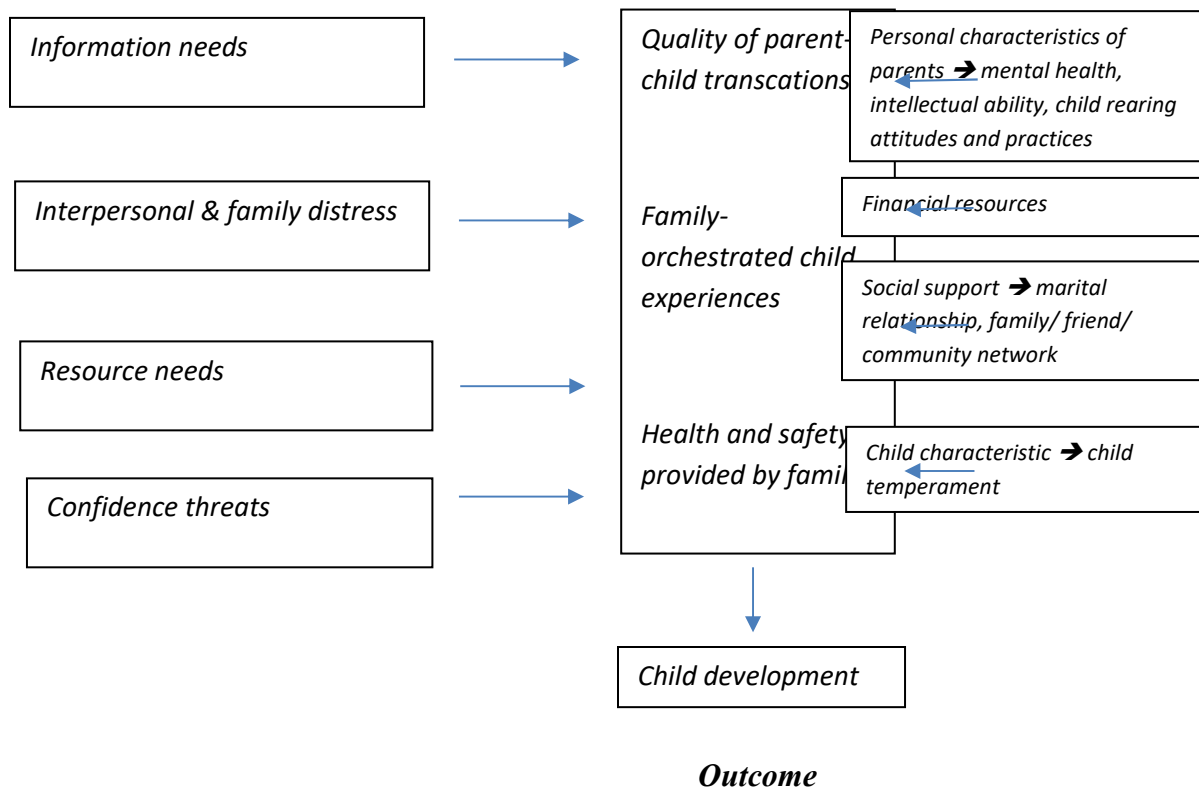 Information needs
Interpersonal & family distress
Resource needs
Confidence threats
Quality of parent-
child transcations
Family-
orchestrated child
experiences
Health and safety
provided by famil
Personal characteristics of
parents ➔ mental health,
intellectual ability, child rearing
attitudes and practices
Financial resources
Social support ➔ marital
relationship, family/ friend/
community network
Child characteristic ➔ child
temperament
Child development
Outcome